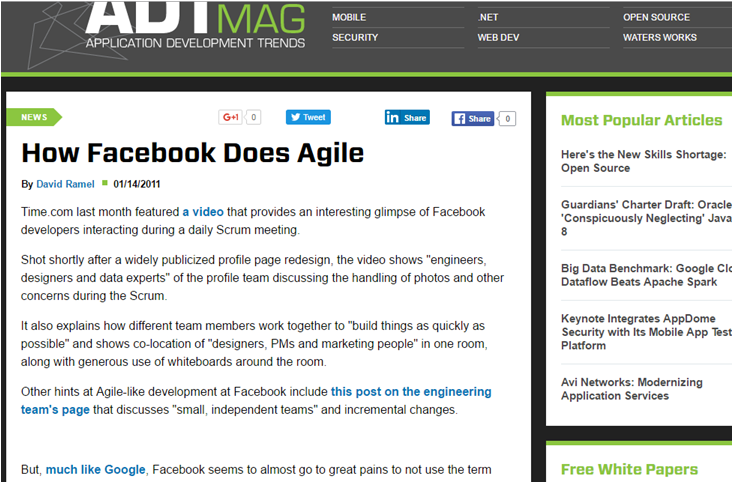 ADTMAG
APPLICATION DEVELOPMENT TRENDS
MOBILE
.NET
OPEN SOURCE
SECURITY
WEB DEV
WATERS WORKS
NEWS
G+1 0
Tweet
in Share
f Share 0
How Facebook Does Agile
By David Ramel 01/14/2011
Time.com last month featured a video that provides an interesting glimpse of Facebook
developers interacting during a daily Scrum meeting.
Shot shortly after a widely publicized profile page redesign, the video shows "engineers,
designers and data experts" of the profile team discussing the handling of photos and other
concerns during the Scrum.
It also explains how different team members work together to "build things as quickly as
possible" and shows co-location of "designers, PMs and marketing people" in one room,
along with generous use of whiteboards around the room.
Other hints at Agile-like development at Facebook include this post on the engineering
team's page that discusses "small, independent teams" and incremental changes.
But, much like Google, Facebook seems to almost go to great pains to not use the term
Most Popular Articles
Here's the New Skills Shortage:
Open Source
Guardians' Charter Draft: Oracle
'Conspicuously Neglecting' Java
8
Big Data Benchmark: Google Clo
Dataflow Beats Apache Spark
Keynote Integrates AppDome
Security with Its Mobile App Test
Platform
Avi Networks: Modernizing
Application Services
Free White Papers